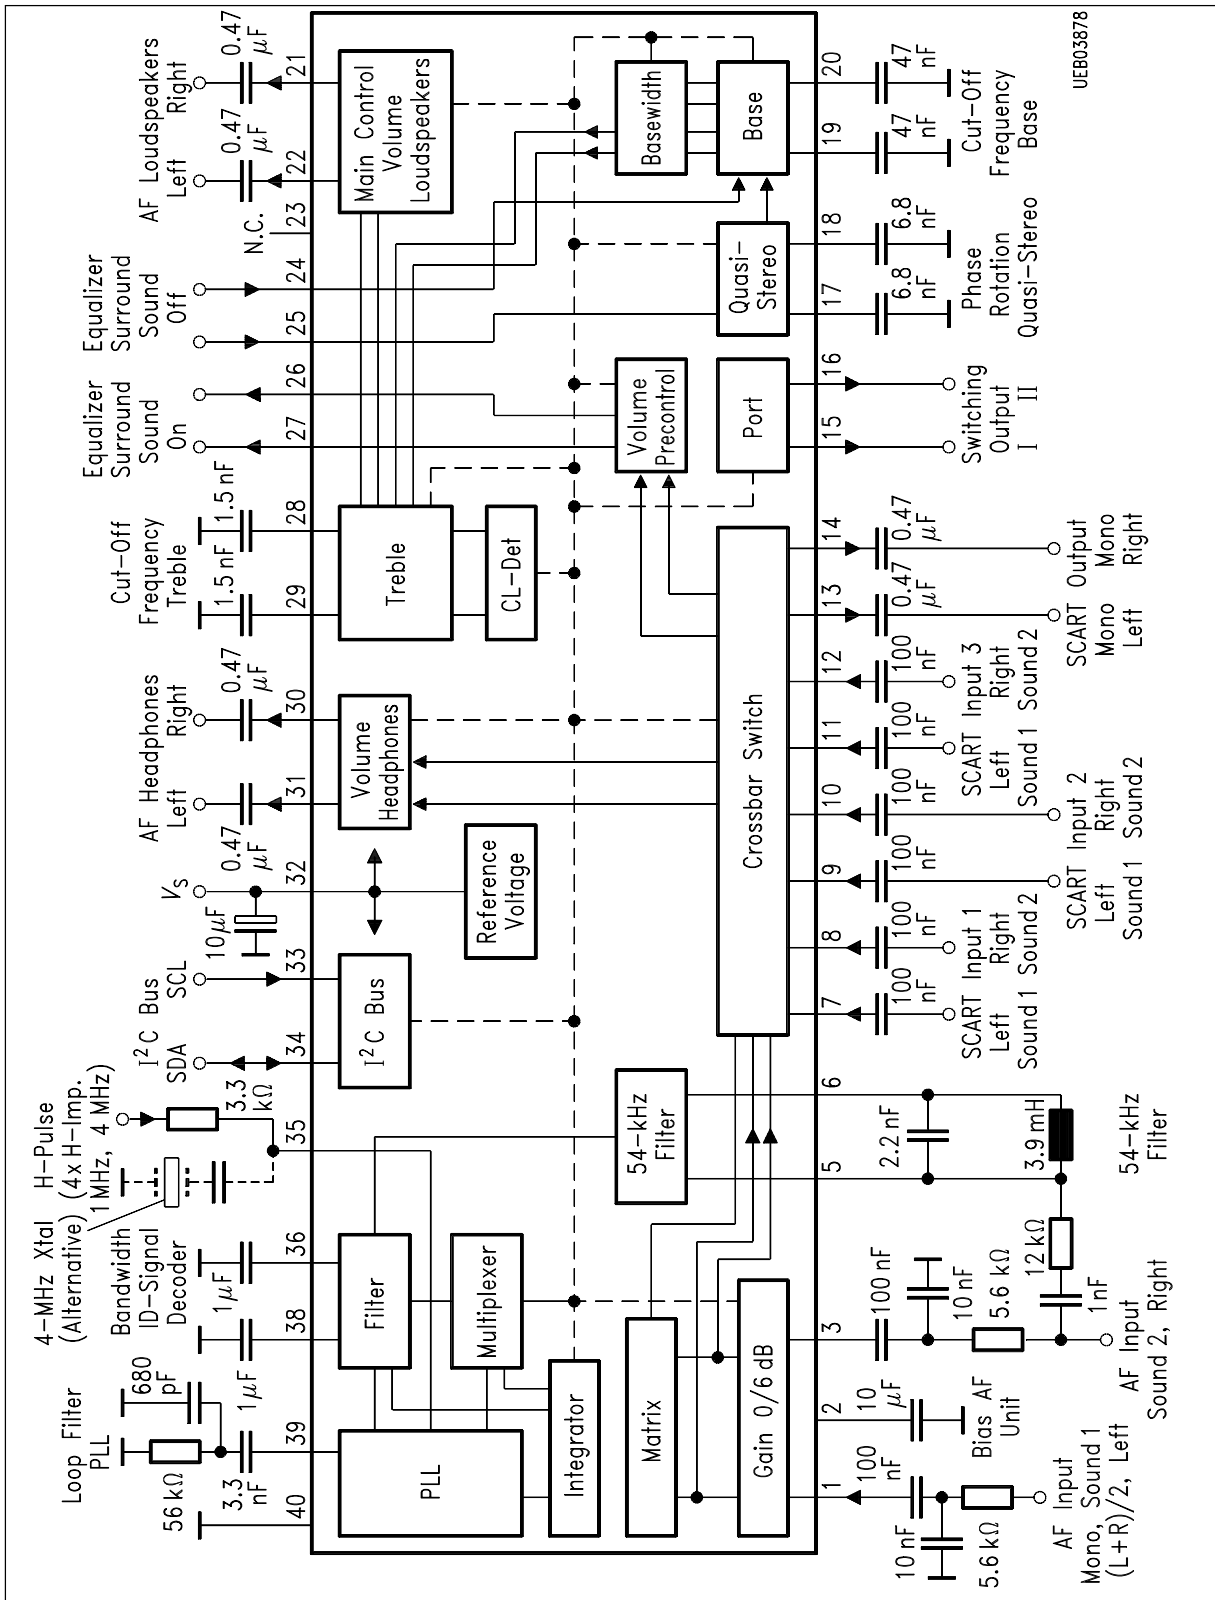 Loop Filter
PLL
4-MHz Xtal
(Alternative)
H-Pulse
(4x H-Imp.
1 MHz, 4 MHz)
Bandwidth
ID-Signal
Decoder
I²C Bus
SDA
SCL
V_S
AF Headphones
Left
Right
Cut-Off
Frequency
Treble
Equalizer
Surround
Sound
On
Equalizer
Surround
Sound
Off
N.C.
AF Loudspeakers
Left
Right
56 kΩ
680
pF
3.3
nF
1 µF
1 µF
3.3
kΩ
10 µF
0.47
µF
0.47
µF
1.5 nF
1.5 nF
0.47
µF
0.47
µF
40
39
38
36
35
34
33
32
31
30
29
28
27
26
25
24
23
22
21
PLL
Filter
Multiplexer
Integrator
I²C Bus
Reference
Voltage
Volume
Headphones
Treble
CL-Det
Main Control
Volume
Loudspeakers
Matrix
Gain 0/6 dB
54-kHz
Filter
Crossbar Switch
Volume
Precontrol
Port
Quasi-
Stereo
Basewidth
Base
1
2
3
5
6
7
8
9
10
11
12
13
14
15
16
17
18
19
20
100
nF
10 nF
5.6 kΩ
10
µF
100 nF
10 nF
5.6 kΩ
12 kΩ
1 nF
2.2 nF
3.9 mH
100
nF
100
nF
100
nF
100
nF
100
nF
100
nF
0.47
µF
0.47
µF
6.8
nF
6.8
nF
47
nF
47
nF
AF Input
Mono, Sound 1
(L+R)/2, Left
Bias AF
Unit
AF Input
Sound 2, Right
54-kHz
Filter
SCART Input 1
Left Right
Sound 1 Sound 2
SCART Input 2
Left Right
Sound 1 Sound 2
SCART Input 3
Left Right
Sound 1 Sound 2
SCART Output
Mono Mono
Left Right
Switching
Output
I II
Phase
Rotation
Quasi-Stereo
Cut-Off
Frequency
Base
UEB03878